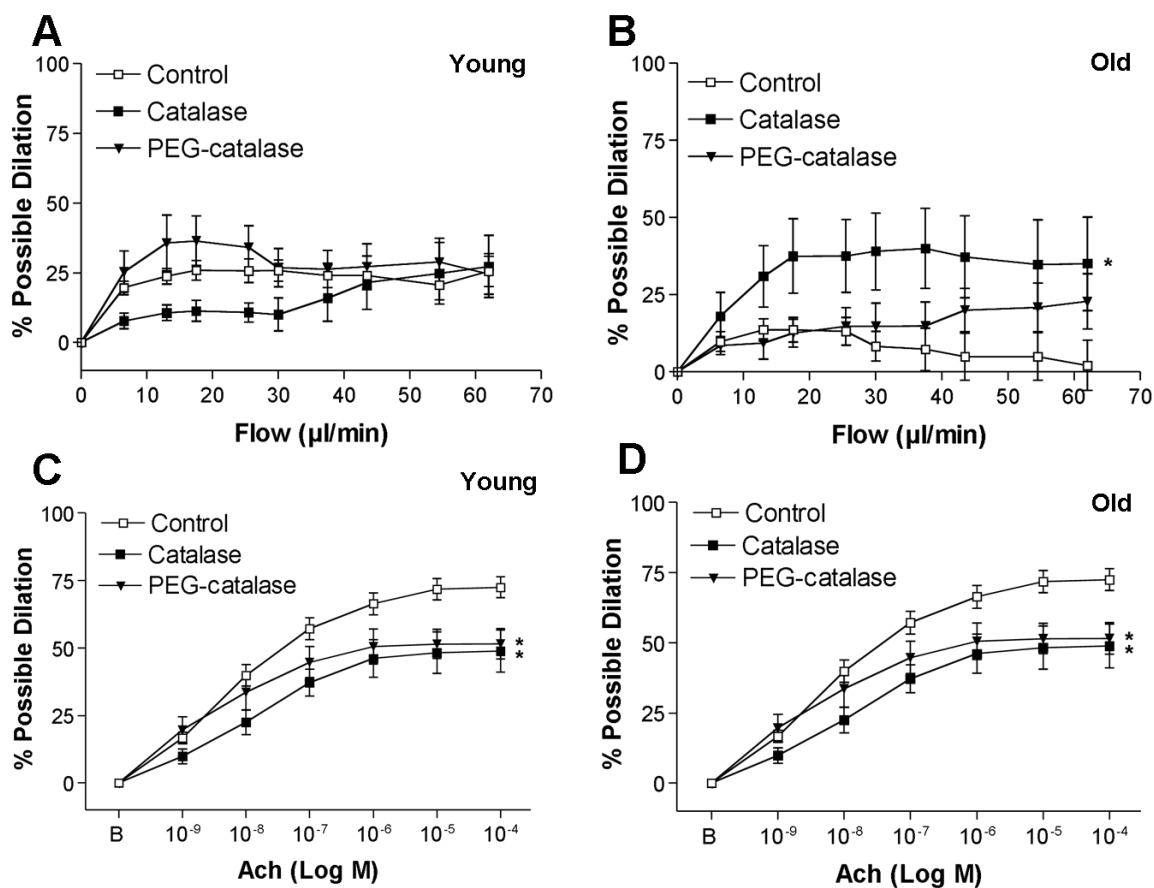 A
Young
100
75
50
25
0
% Possible Dilation
Control
Catalase
PEG-catalase
0 10 20 30 40 50 60 70
Flow (µl/min)
B
Old
100
75
50
25
0
% Possible Dilation
Control
Catalase
PEG-catalase
*
0 10 20 30 40 50 60 70
Flow (µl/min)
C
Young
100
75
50
25
0
% Possible Dilation
Control
Catalase
PEG-catalase
*
*
B 10⁻⁹ 10⁻⁸ 10⁻⁷ 10⁻⁶ 10⁻⁵ 10⁻⁴
Ach (Log M)
D
Old
100
75
50
25
0
% Possible Dilation
Control
Catalase
PEG-catalase
*
*
B 10⁻⁹ 10⁻⁸ 10⁻⁷ 10⁻⁶ 10⁻⁵ 10⁻⁴
Ach (Log M)